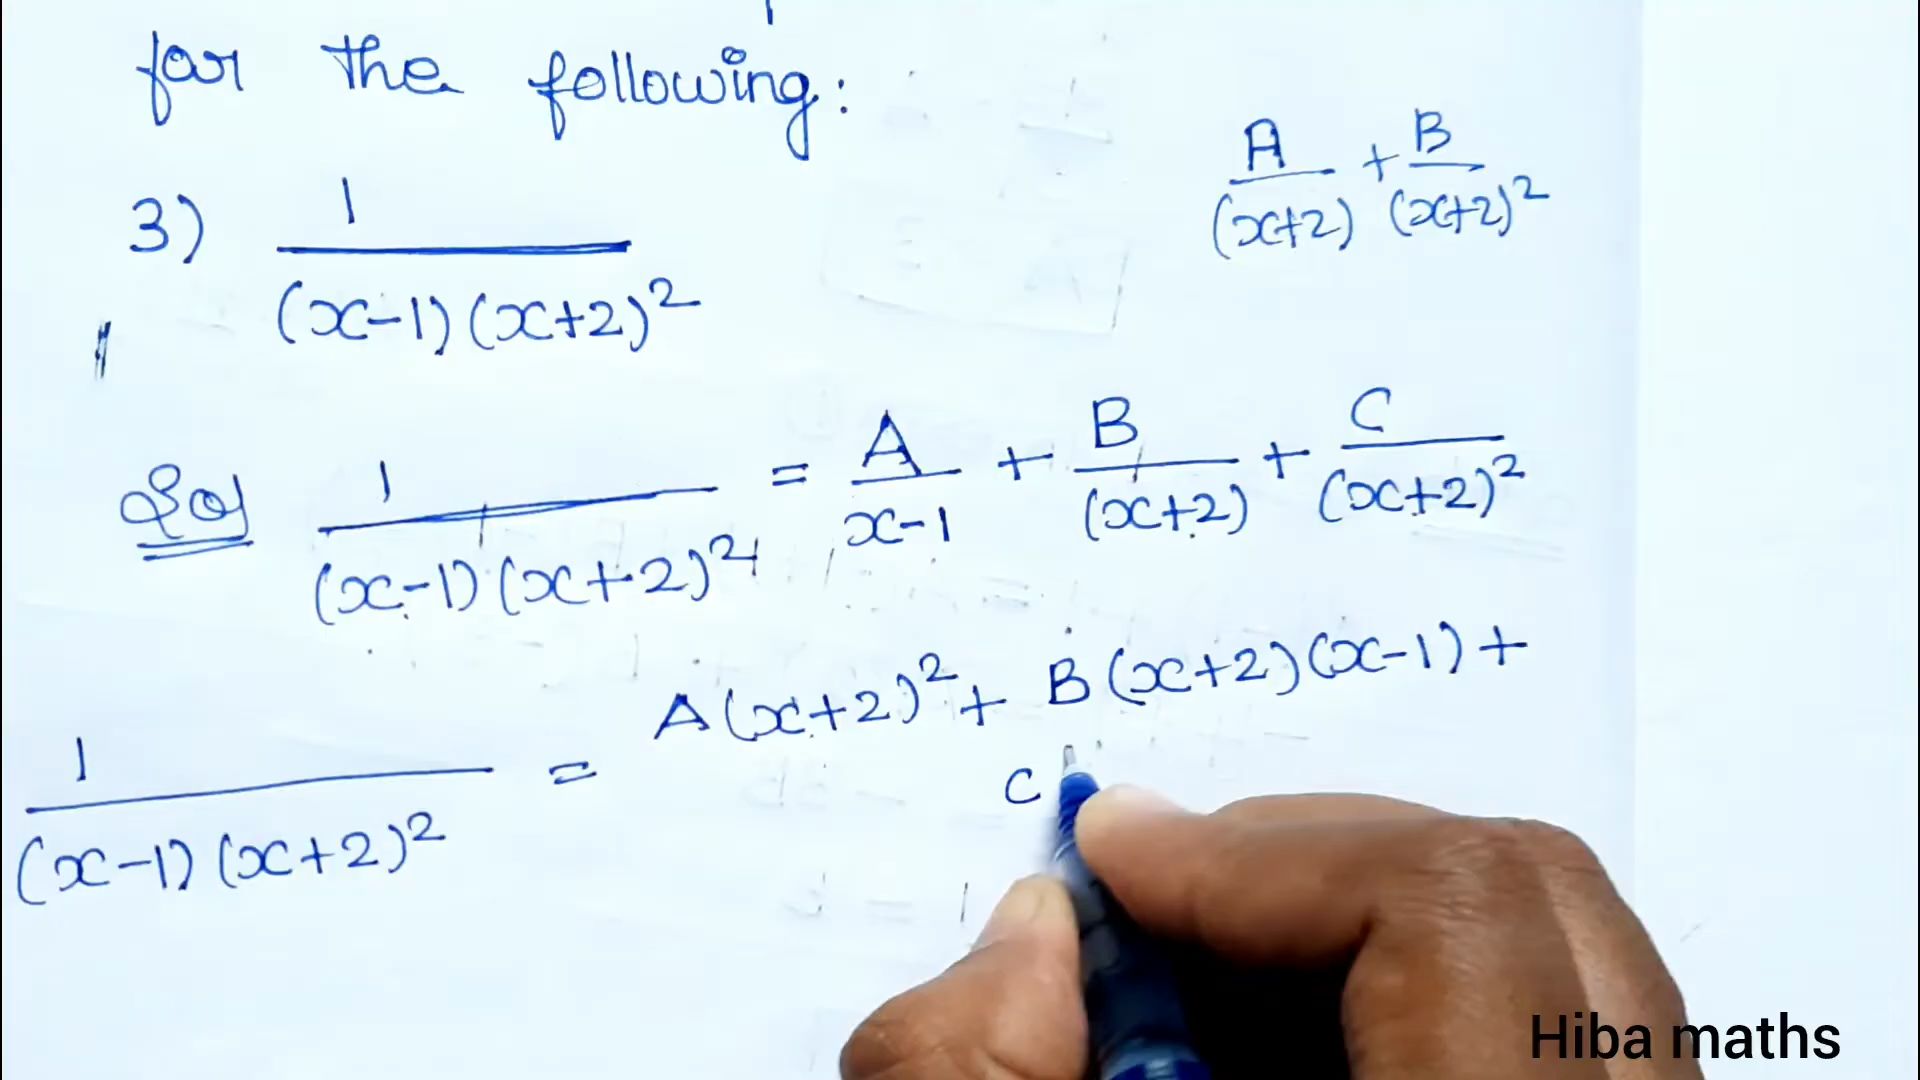 for the following:
A/(x+2) + B/(x+2)²
3) 1/((x-1)(x+2)²)
Sol 1/((x-1)(x+2)²) = A/(x-1) + B/(x+2) + C/(x+2)²
1/((x-1)(x+2)²) = A(x+2)² + B(x+2)(x-1) +
C
Hiba maths